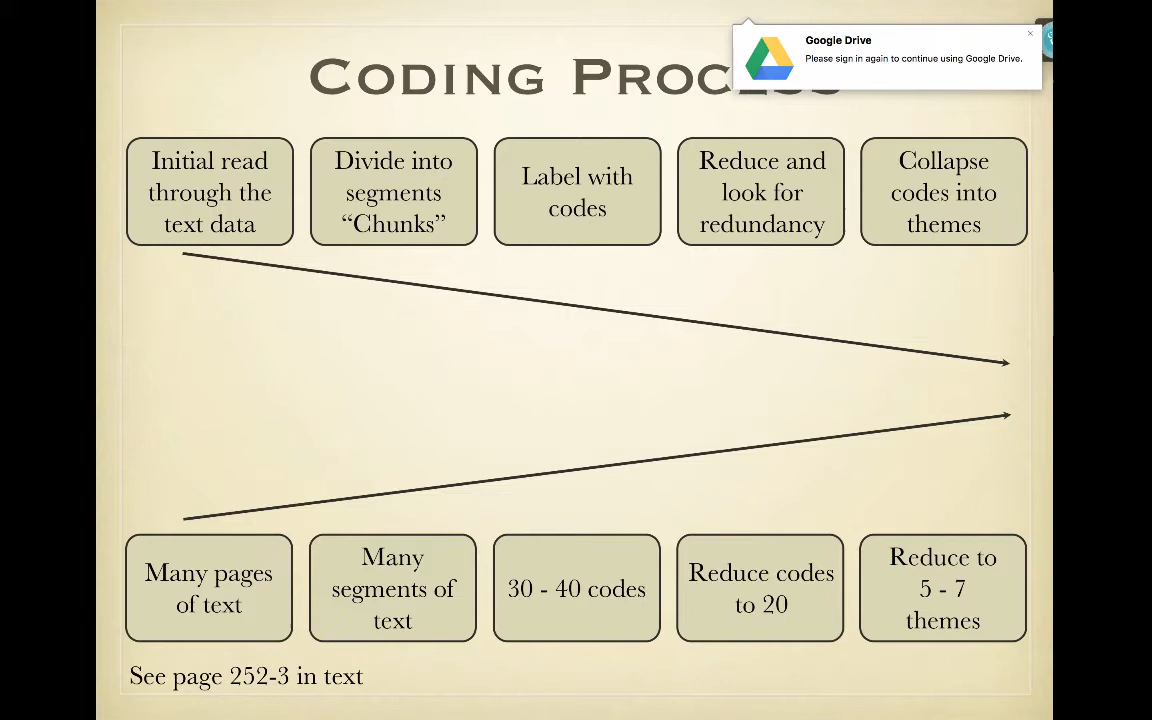 Google Drive
Please sign in again to continue using Google Drive.
CODING
Initial read
through the
text data
Divide into
segments
“Chunks”
Label with
codes
Reduce and
look for
redundancy
Collapse
codes into
themes
Many pages
of text
Many
segments of
text
30 - 40 codes
Reduce codes
to 20
Reduce to
5 - 7
themes
See page 252-3 in text